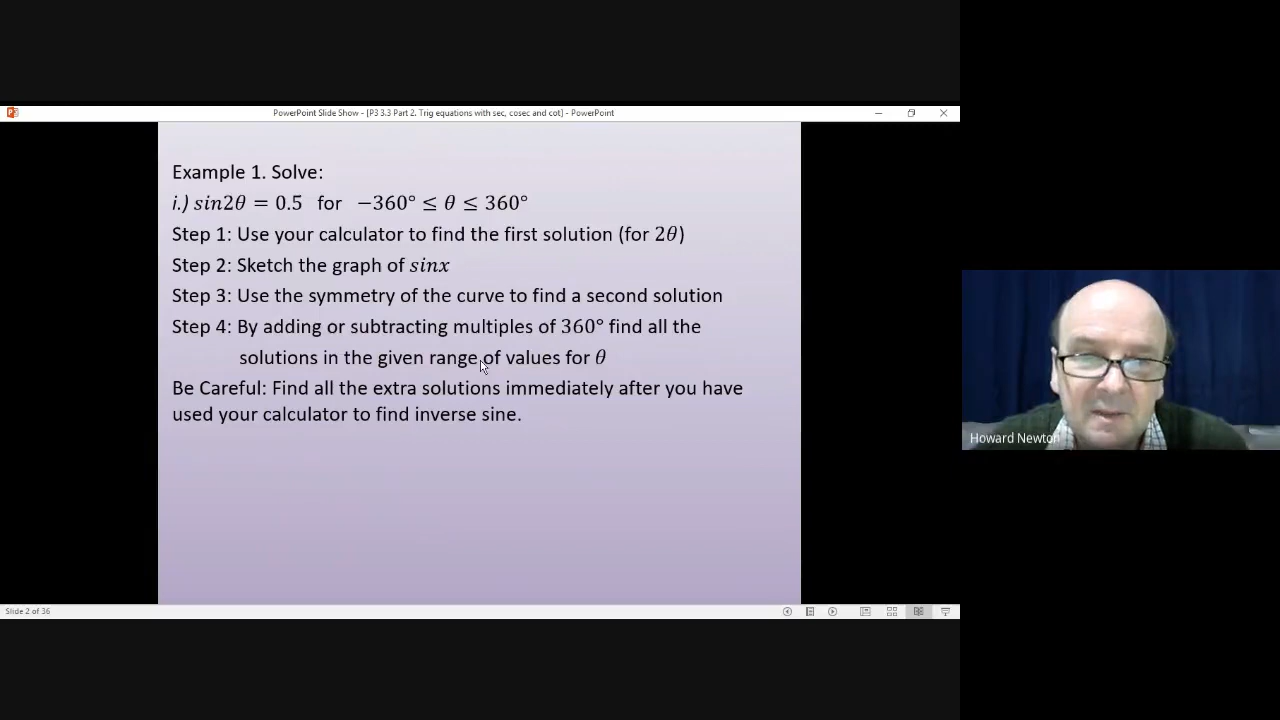 PowerPoint Slide Show - [P3 3.3 Part 2. Trig equations with sec, cosec and cot] - PowerPoint
Example 1. Solve:
i.) sin2θ = 0.5 for −360° ≤ θ ≤ 360°
Step 1: Use your calculator to find the first solution (for 2θ)
Step 2: Sketch the graph of sinx
Step 3: Use the symmetry of the curve to find a second solution
Step 4: By adding or subtracting multiples of 360° find all the
solutions in the given range of values for θ
Be Careful: Find all the extra solutions immediately after you have
used your calculator to find inverse sine.
Howard Newton
Slide 2 of 36